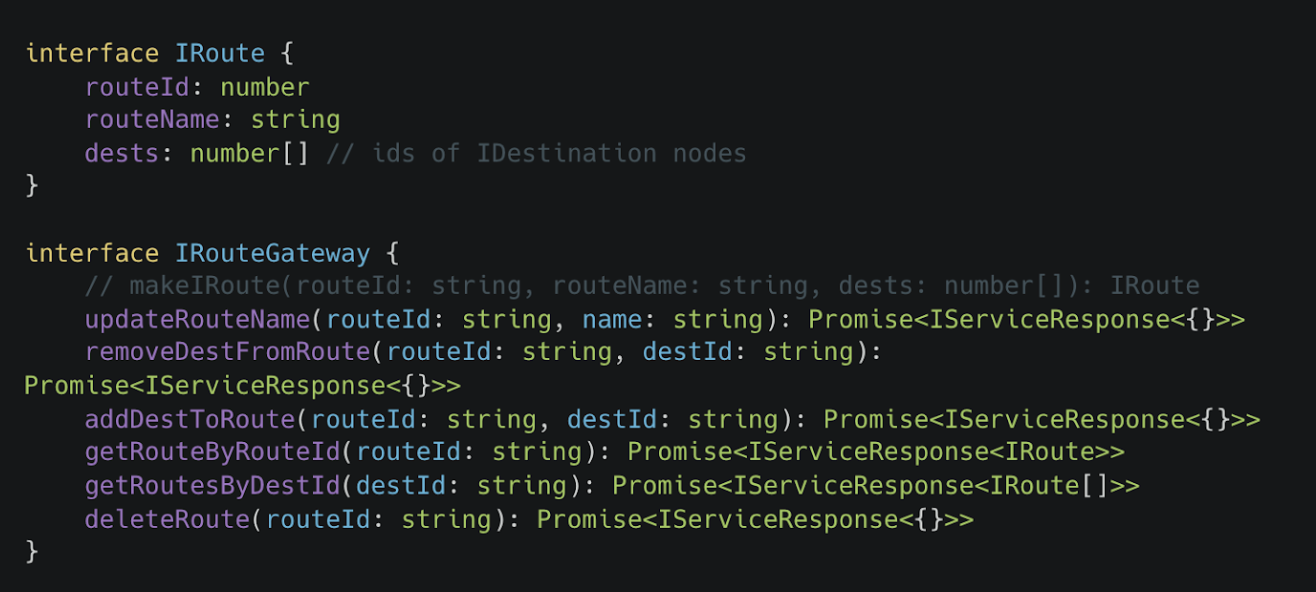 interface IRoute {
    routeId: number
    routeName: string
    dests: number[] // ids of IDestination nodes
}

interface IRouteGateway {
    // makeIRoute(routeId: string, routeName: string, dests: number[]): IRoute
    updateRouteName(routeId: string, name: string): Promise<IServiceResponse<{}>>
    removeDestFromRoute(routeId: string, destId: string):
Promise<IServiceResponse<{}>>
    addDestToRoute(routeId: string, destId: string): Promise<IServiceResponse<{}>>
    getRouteByRouteId(routeId: string): Promise<IServiceResponse<IRoute>>
    getRoutesByDestId(destId: string): Promise<IServiceResponse<IRoute[]>>
    deleteRoute(routeId: string): Promise<IServiceResponse<{}>>
}